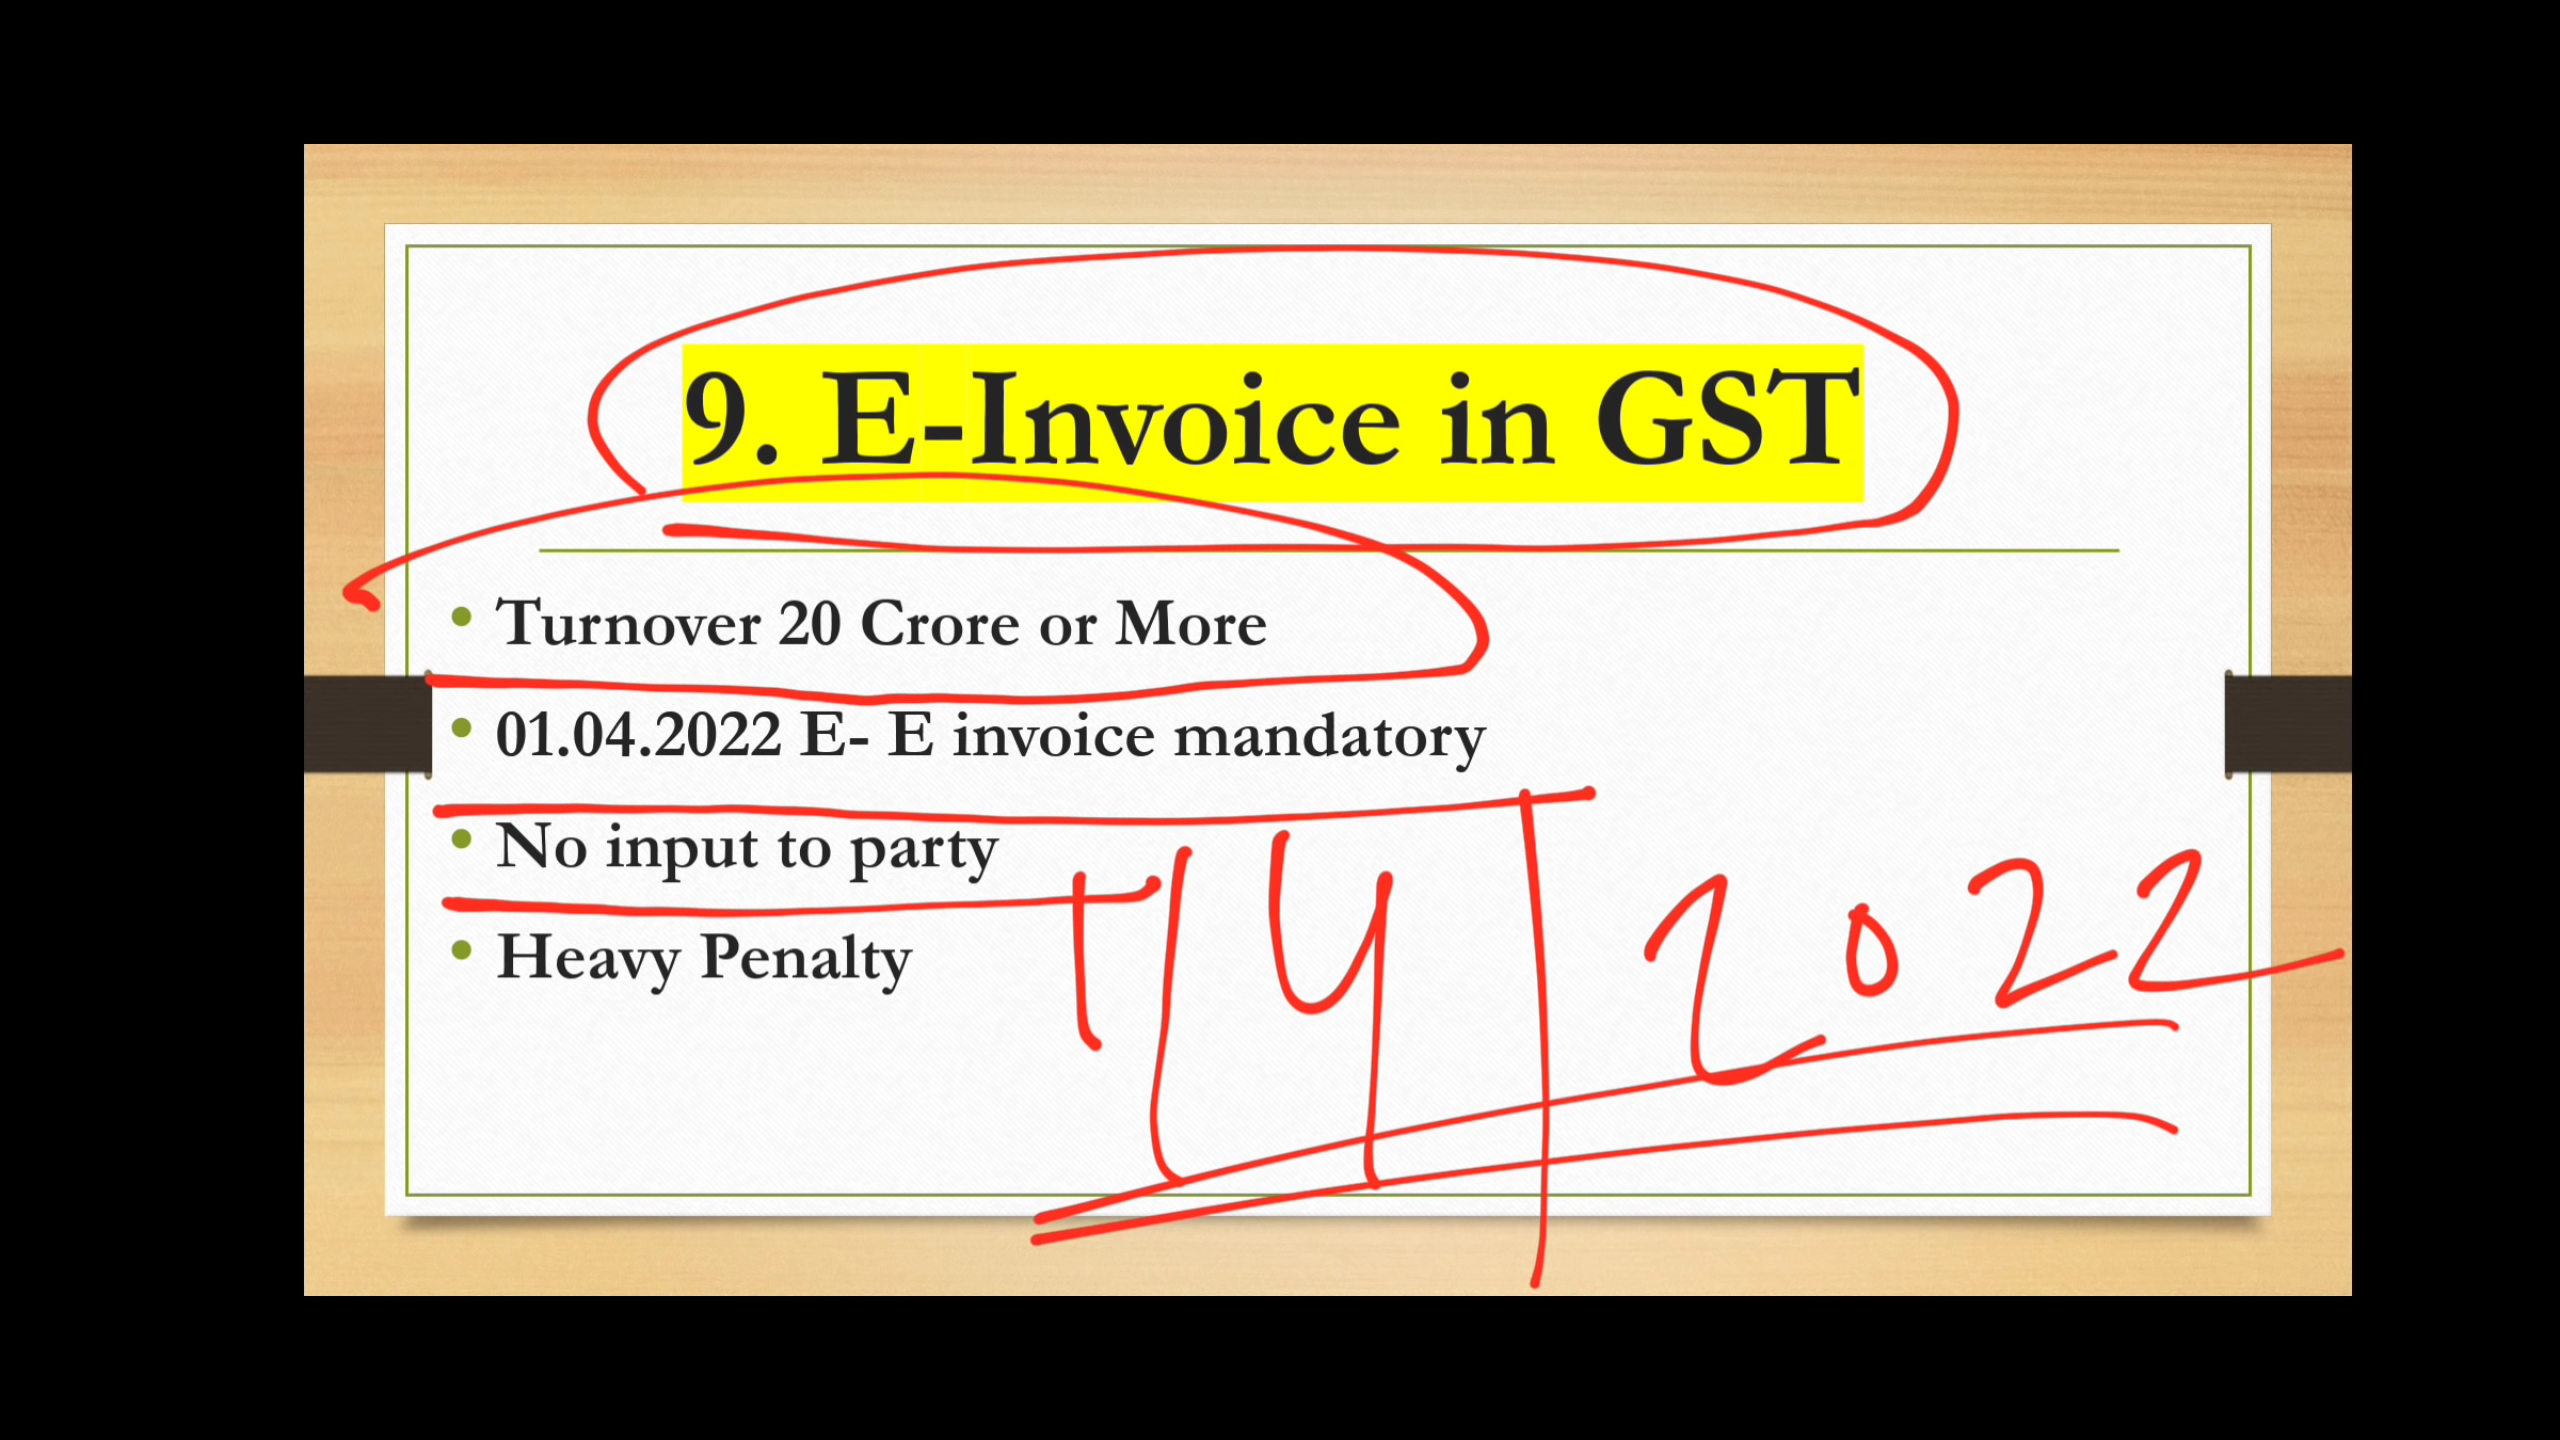 9. E-Invoice in GST
• Turnover 20 Crore or More
• 01.04.2022 E- E invoice mandatory
• No input to party
• Heavy Penalty
1/4/2022